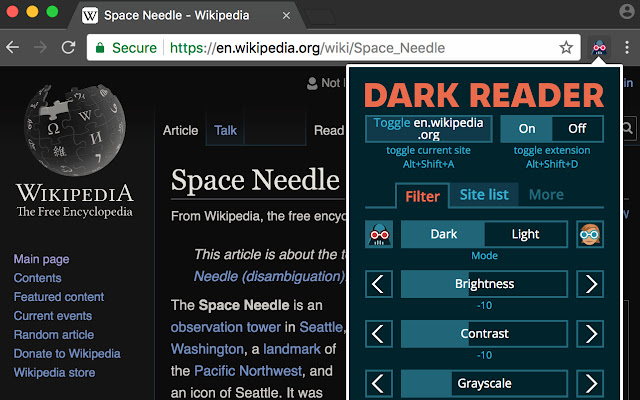 Space Needle - Wikipedia
Secure
https://en.wikipedia.org/wiki/Space_Needle
WIKIPEDIA
The Free Encyclopedia
Main page
Contents
Featured content
Current events
Random article
Donate to Wikipedia
Wikipedia store
Not
Article
Talk
Read
Space Needle
From Wikipedia, the free ency
This article is about the
Needle (disambiguation)
The Space Needle is an
observation tower in Seattle,
Washington, a landmark of
the Pacific Northwest, and
an icon of Seattle. It was
in
DARK READER
Toggle en.wikipedia
.org
toggle current site
Alt+Shift+A
On
Off
toggle extension
Alt+Shift+D
Filter
Site list
More
Dark
Light
Mode
Brightness
-10
Contrast
-10
Grayscale